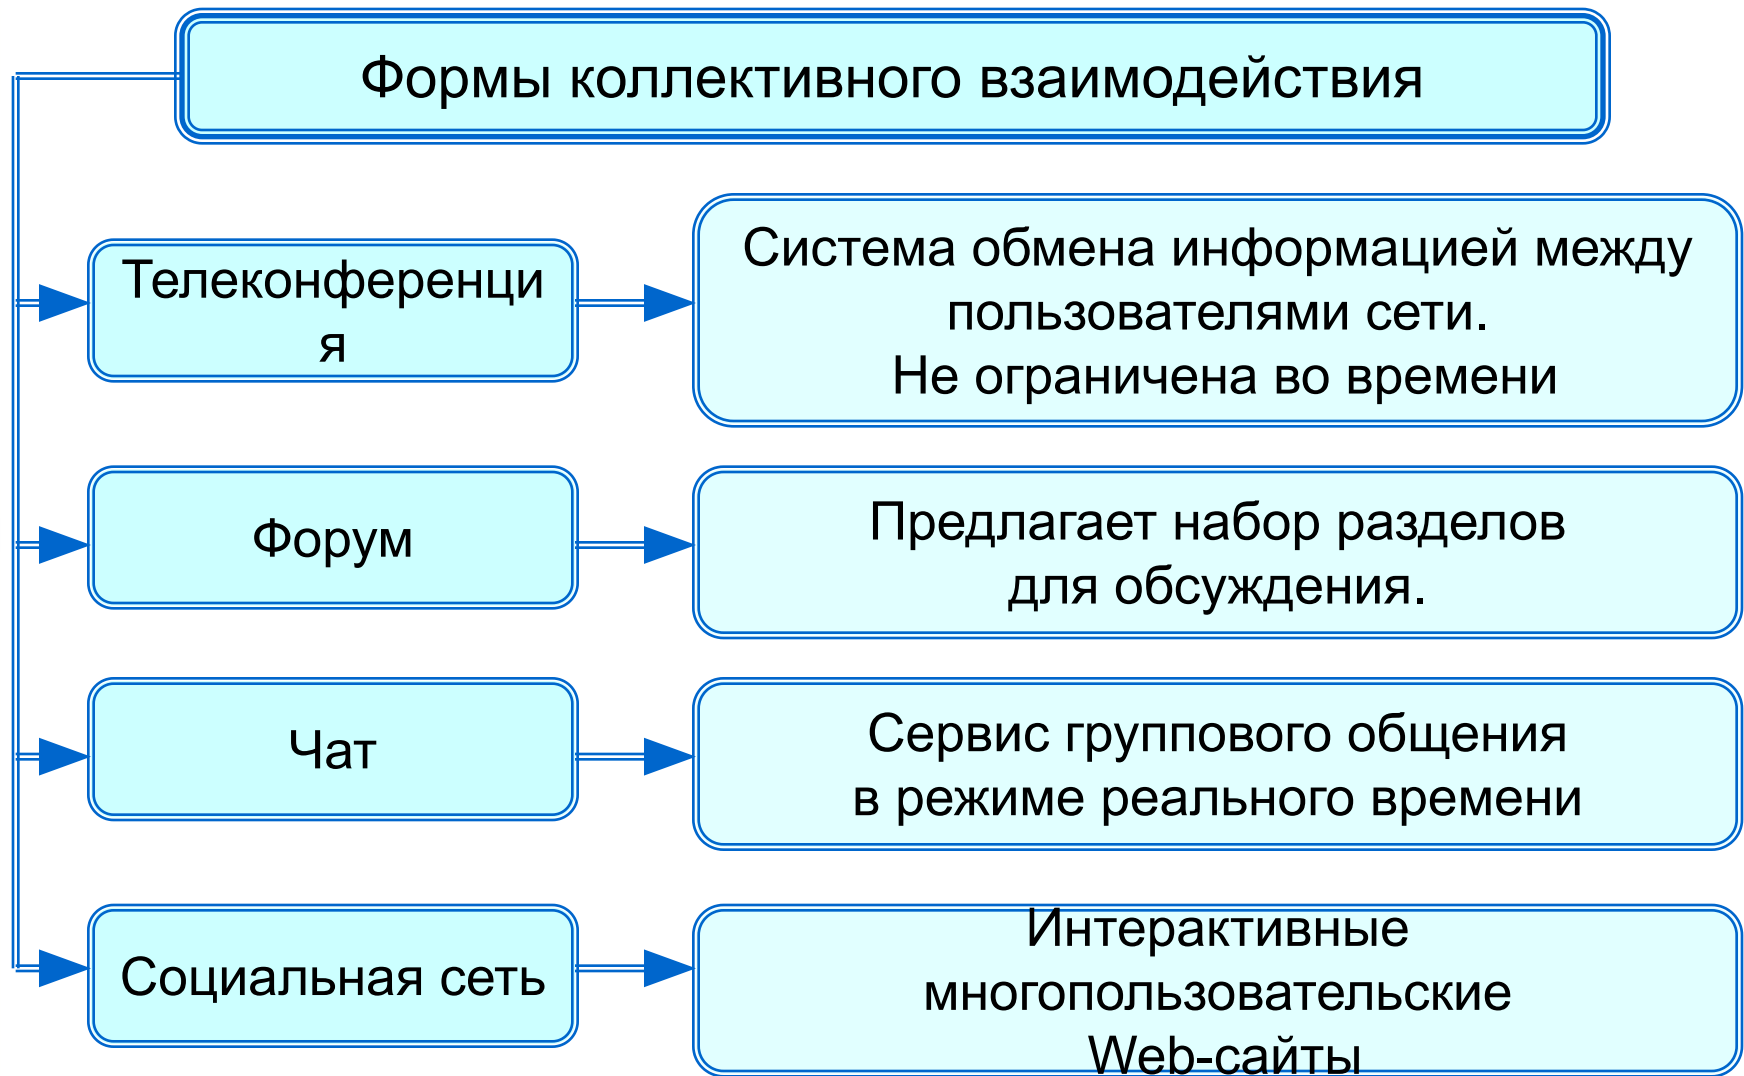 Формы коллективного взаимодействия
Телеконференци
я
Система обмена информацией между
пользователями сети.
Не ограничена во времени
Форум
Предлагает набор разделов
для обсуждения.
Чат
Сервис группового общения
в режиме реального времени
Социальная сеть
Интерактивные
многопользовательские
Web-сайты